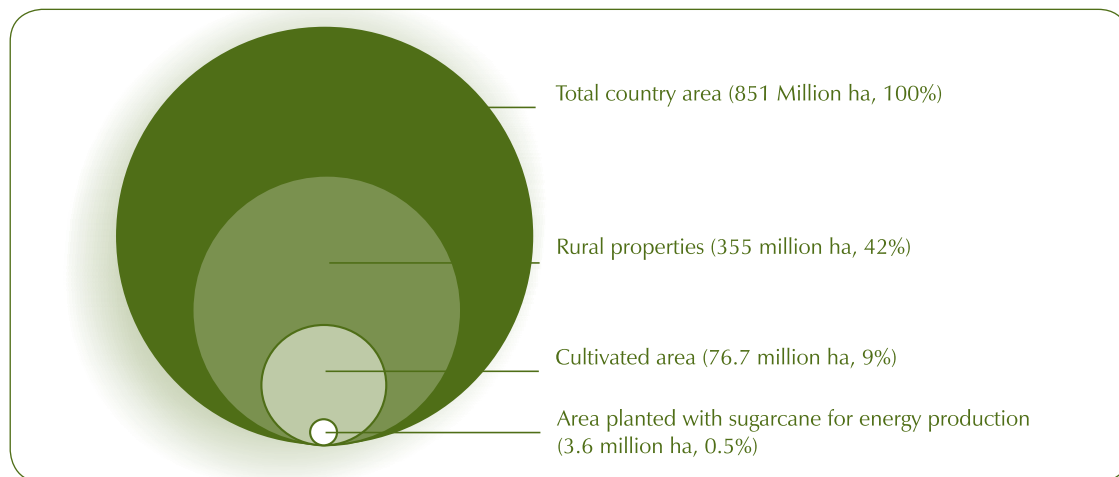 Total country area (851 Million ha, 100%)
Rural properties (355 million ha, 42%)
Cultivated area (76.7 million ha, 9%)
Area planted with sugarcane for energy production
(3.6 million ha, 0.5%)